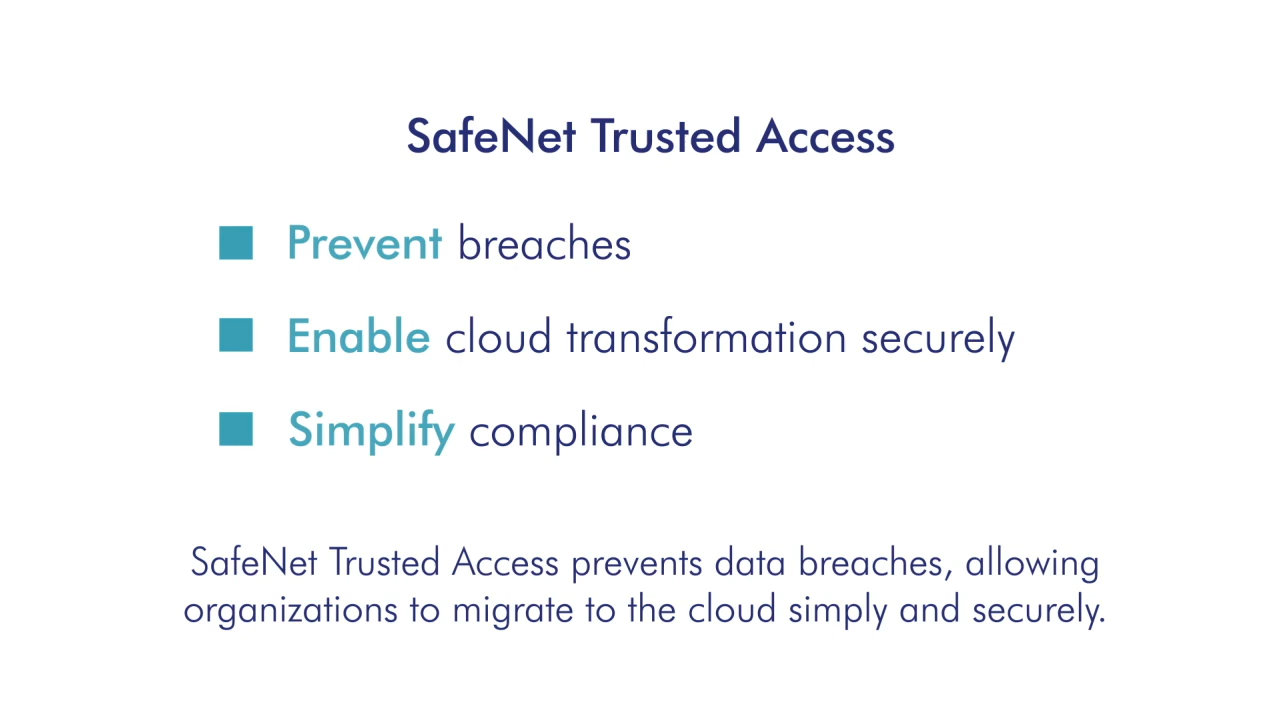 SafeNet Trusted Access
Prevent breaches
Enable cloud transformation securely
Simplify compliance
SafeNet Trusted Access prevents data breaches, allowing
organizations to migrate to the cloud simply and securely.